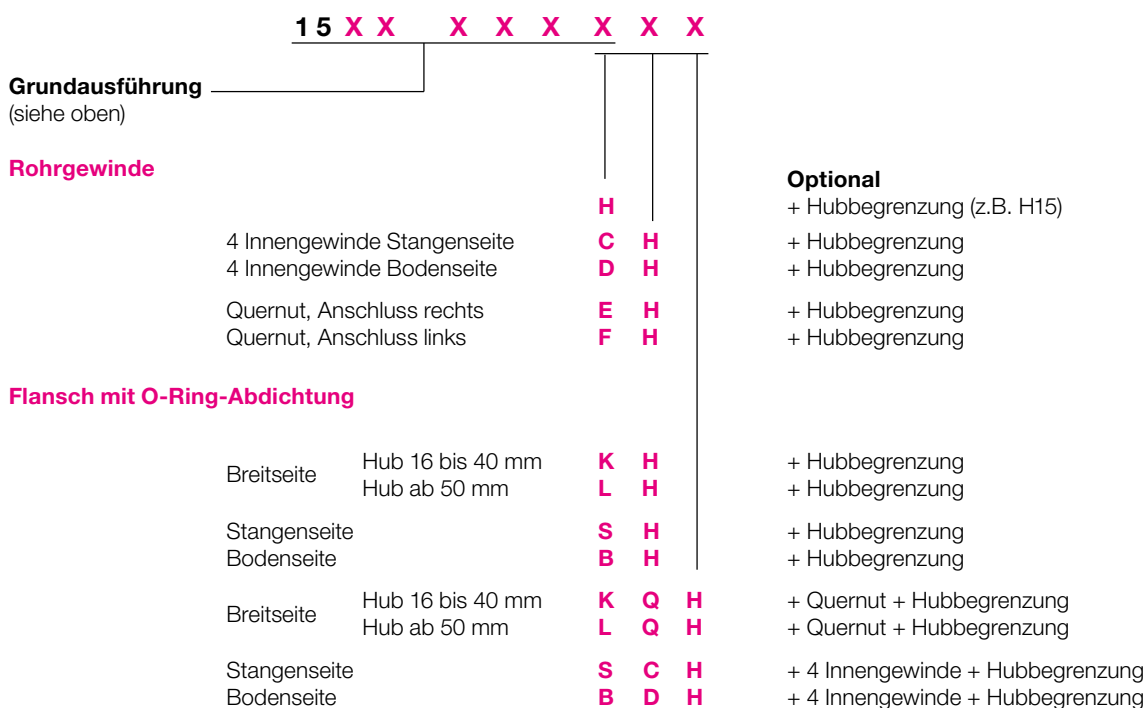 15XX XXX XXX
Grundausführung
(siehe oben)
Rohrgewinde
Optional
H + Hubbegrenzung (z.B. H15)
4 Innengewinde Stangenseite C H + Hubbegrenzung
4 Innengewinde Bodenseite D H + Hubbegrenzung
Quernut, Anschluss rechts E H + Hubbegrenzung
Quernut, Anschluss links F H + Hubbegrenzung
Flansch mit O-Ring-Abdichtung
Breitseite Hub 16 bis 40 mm K H + Hubbegrenzung
Hub ab 50 mm L H + Hubbegrenzung
Stangenseite S H + Hubbegrenzung
Bodenseite B H + Hubbegrenzung
Breitseite Hub 16 bis 40 mm K Q H + Quernut + Hubbegrenzung
Hub ab 50 mm L Q H + Quernut + Hubbegrenzung
Stangenseite S C H + 4 Innengewinde + Hubbegrenzung
Bodenseite B D H + 4 Innengewinde + Hubbegrenzung